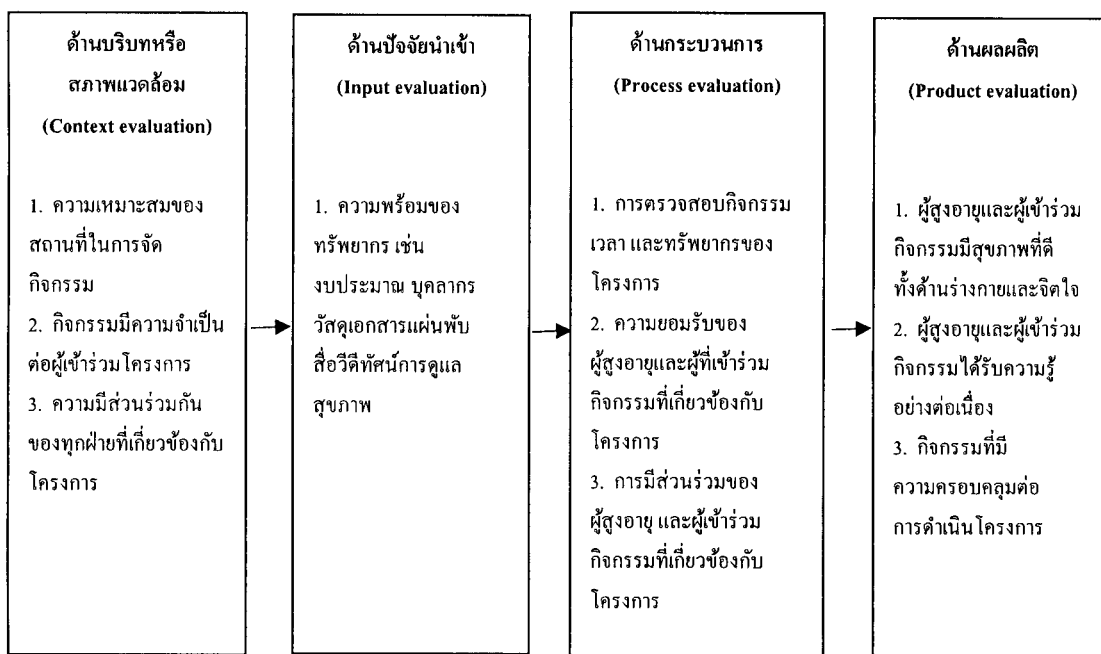 ด้านบริบทหรือ
สภาพแวดล้อม
(Context evaluation)
1. ความเหมาะสมของ
สถานที่ในการจัด
กิจกรรม
2. กิจกรรมมีความจำเป็น
ต่อผู้เข้าร่วมโครงการ
3. ความมีส่วนร่วมกัน
ของทุกฝ่ายที่เกี่ยวข้องกับ
โครงการ
ด้านปัจจัยนำเข้า
(Input evaluation)
1. ความพร้อมของ
ทรัพยากร เช่น
งบประมาณ บุคลากร
วัสดุเอกสารแผ่นพับ
สื่อวีดีทัศน์การดูแล
สุขภาพ
ด้านกระบวนการ
(Process evaluation)
1. การตรวจสอบกิจกรรม
เวลา และทรัพยากรของ
โครงการ
2. ความยอมรับของ
ผู้สูงอายุและผู้ที่เข้าร่วม
กิจกรรมที่เกี่ยวข้องกับ
โครงการ
3. การมีส่วนร่วมของ
ผู้สูงอายุ และผู้เข้าร่วม
กิจกรรมที่เกี่ยวข้องกับ
โครงการ
ด้านผลผลิต
(Product evaluation)
1. ผู้สูงอายุและผู้เข้าร่วม
กิจกรรมมีสุขภาพที่ดี
ทั้งด้านร่างกายและจิตใจ
2. ผู้สูงอายุและผู้เข้าร่วม
กิจกรรมได้รับความรู้
อย่างต่อเนื่อง
3. กิจกรรมที่มี
ความครอบคลุมต่อ
การดำเนินโครงการ